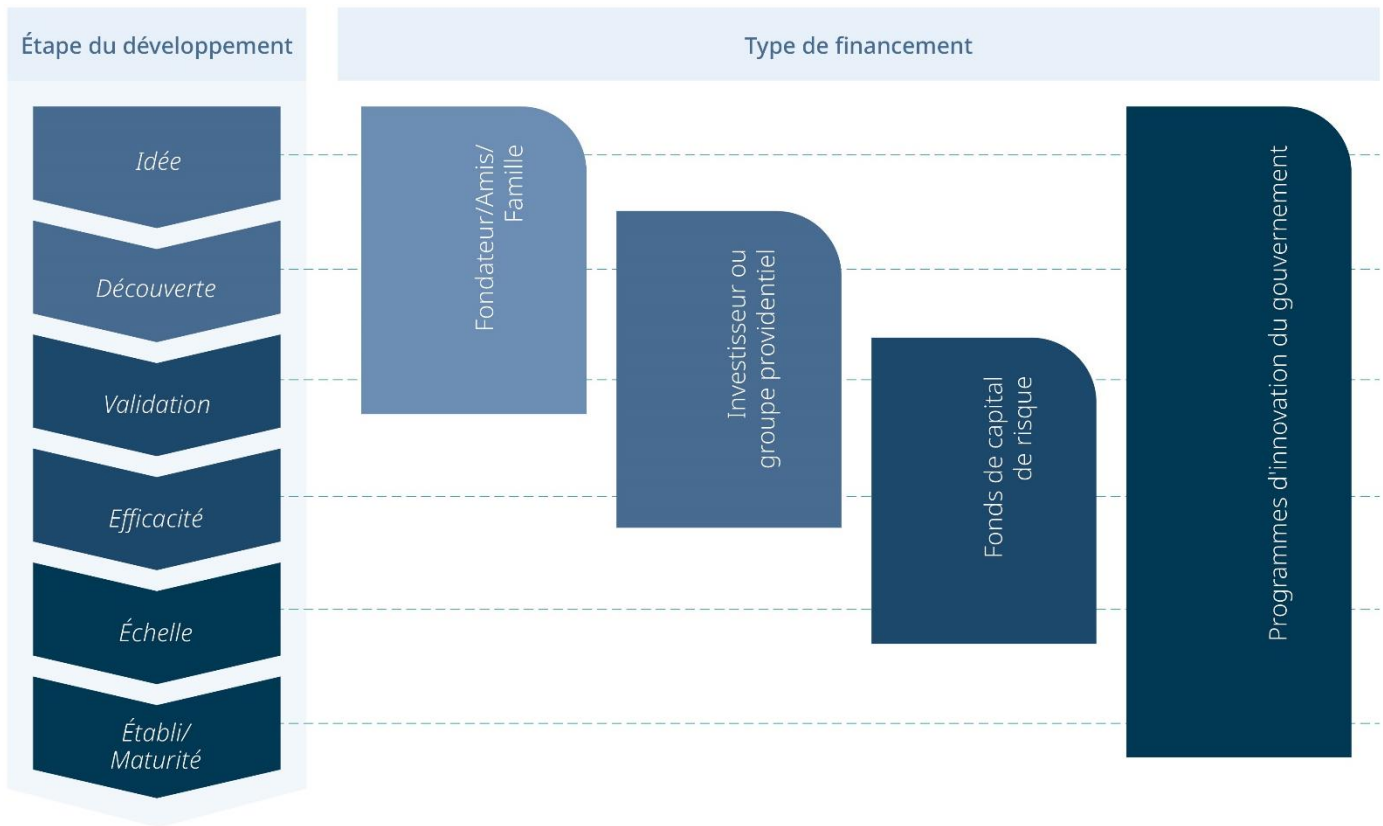 Étape du développement
Type de financement
Idée
Découverte
Validation
Efficacité
Échelle
Établi/
Maturité
Fondateur/Amis/
Famille
Investisseur ou
groupe providentiel
Fonds de capital
de risque
Programmes d'innovation du gouvernement